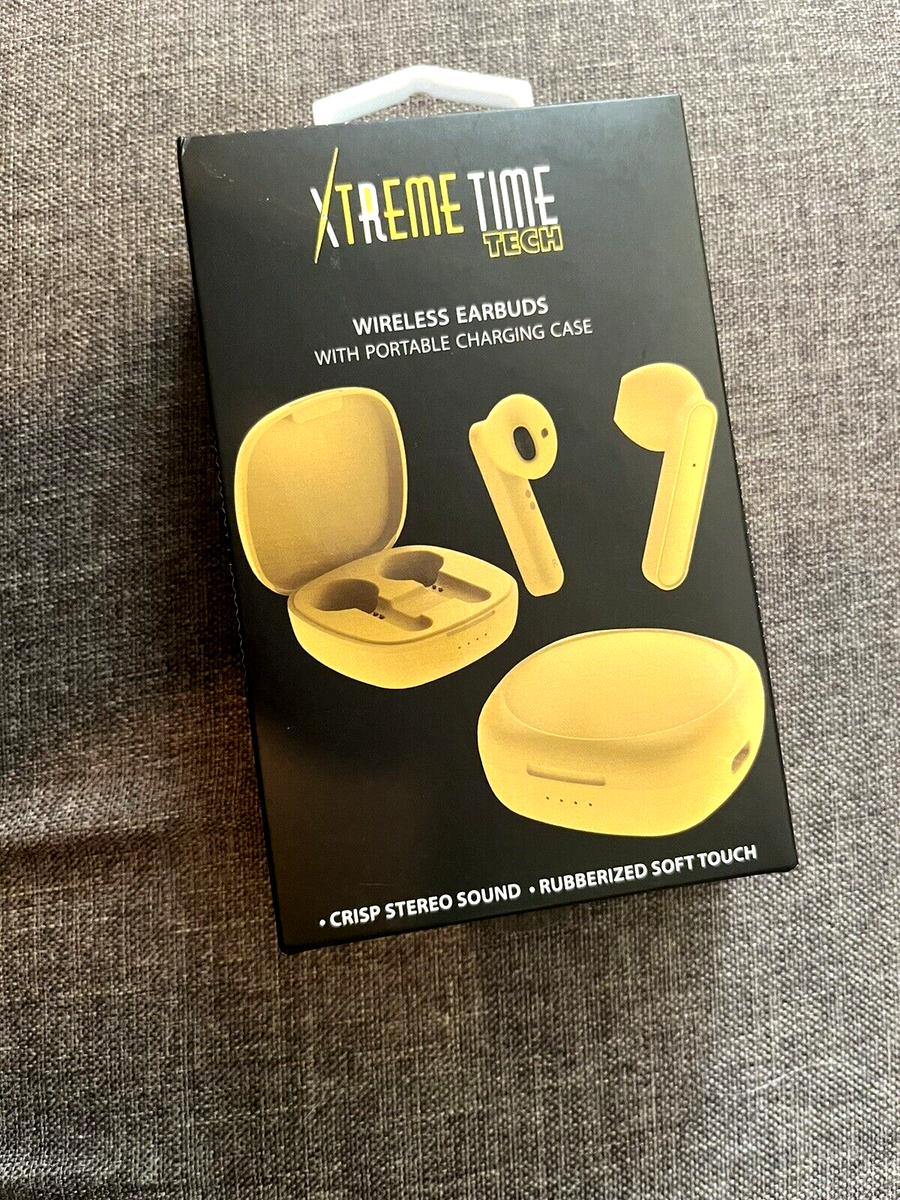 XTREME TIME
TECH
WIRELESS EARBUDS
WITH PORTABLE CHARGING CASE
• CRISP STEREO SOUND • RUBBERIZED SOFT TOUCH